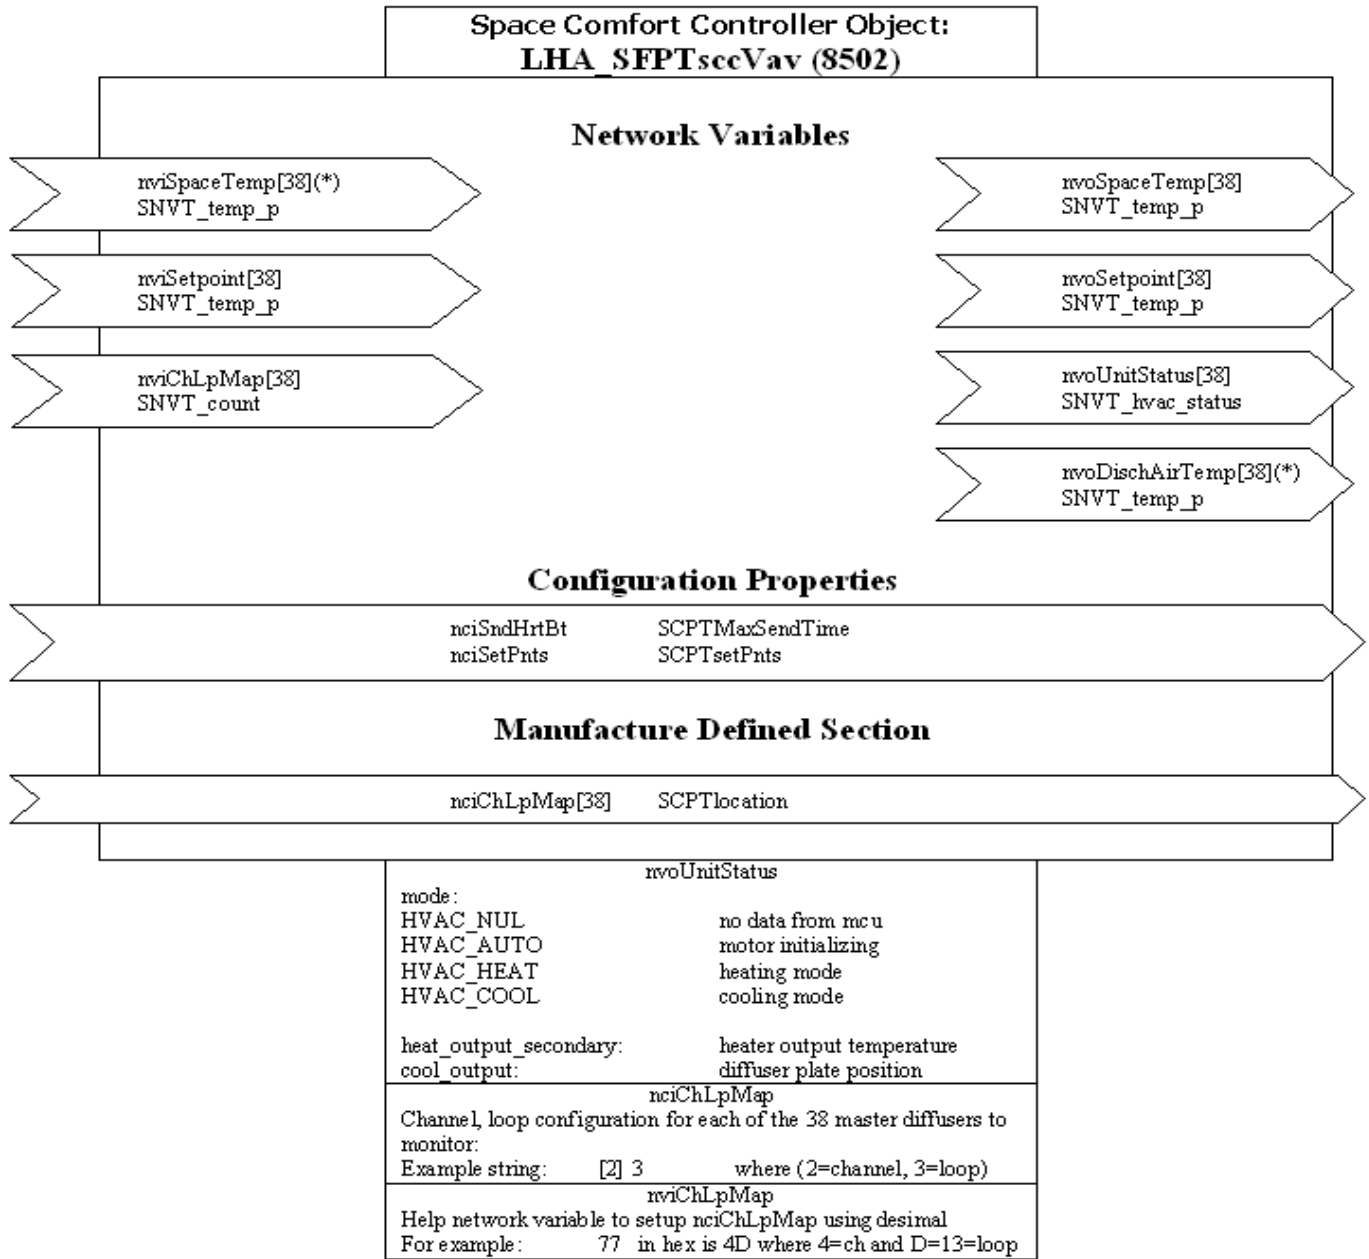 Space Comfort Controller Object:
LHA_SFPTsccVav (8502)
Network Variables
nviSpaceTemp[38](*)
SNVT_temp_p
nvoSpaceTemp[38]
SNVT_temp_p
nviSetpoint[38]
SNVT_temp_p
nvoSetpoint[38]
SNVT_temp_p
nviChLpMap[38]
SNVT_count
nvoUnitStatus[38]
SNVT_hvac_status
nvoDischAirTemp[38](*)
SNVT_temp_p
Configuration Properties
nciSndHrtBt SCPTMaxSendTime
nciSetPnts SCPTsetPnts
Manufacture Defined Section
nciChLpMap[38] SCPTlocation
nvoUnitStatus
mode:
HVAC_NUL no data from mcu
HVAC_AUTO motor initializing
HVAC_HEAT heating mode
HVAC_COOL cooling mode
heat_output_secondary: heater output temperature
cool_output: diffuser plate position
nciChLpMap
Channel, loop configuration for each of the 38 master diffusers to
monitor:
Example string: [2] 3 where (2=channel, 3=loop)
nviChLpMap
Help network variable to setup nciChLpMap using desimal
For example: 77 in hex is 4D where 4=ch and D=13=loop